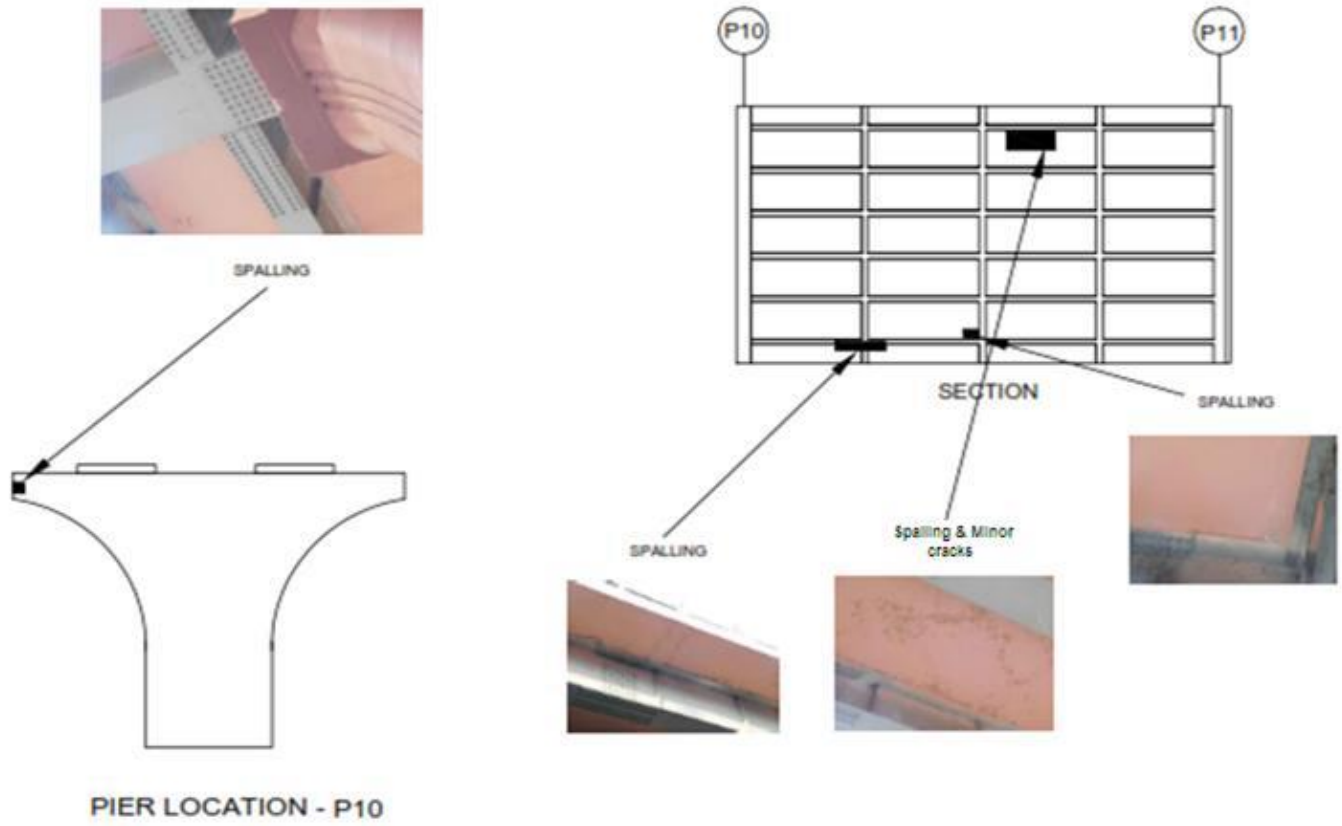 P10
P11
SPALLING
SECTION
SPALLING
SPALLING
Spalling & Minor
cracks
PIER LOCATION - P10